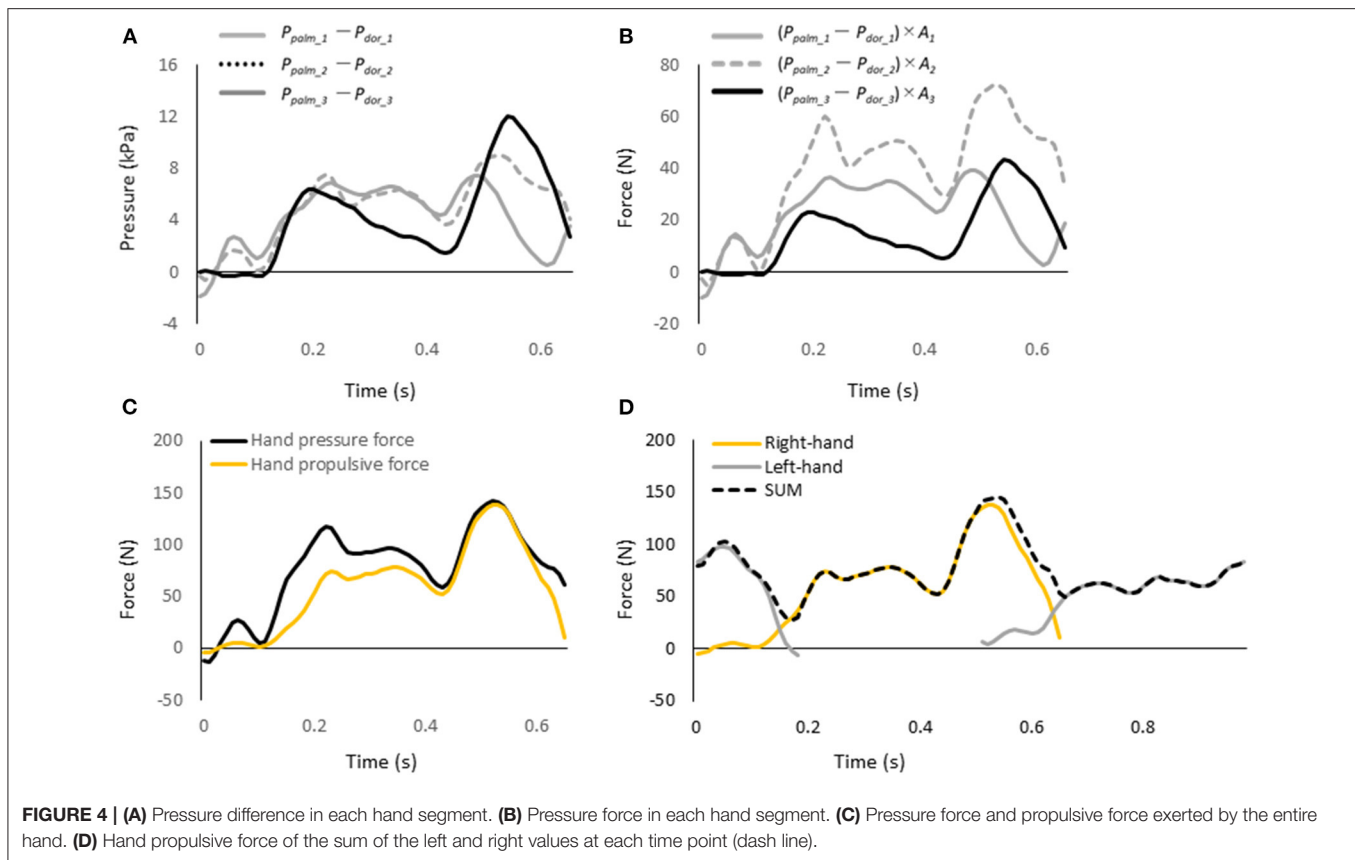 A
P_palm_1 — P_dor_1
P_palm_2 — P_dor_2
P_palm_3 — P_dor_3
Pressure (kPa)
16
12
8
4
0
-4
0 0.2 0.4 0.6
Time (s)
B
(P_palm_1 — P_dor_1) × A_1
(P_palm_2 — P_dor_2) × A_2
(P_palm_3 — P_dor_3) × A_3
Force (N)
80
60
40
20
0
-20
0 0.2 0.4 0.6
Time (s)
C
Hand pressure force
Hand propulsive force
Force (N)
200
150
100
50
0
-50
0 0.2 0.4 0.6
Time (s)
D
Right-hand
Left-hand
SUM
Force (N)
200
150
100
50
0
-50
0 0.2 0.4 0.6 0.8
Time (s)
FIGURE 4 | (A) Pressure difference in each hand segment. (B) Pressure force in each hand segment. (C) Pressure force and propulsive force exerted by the entire
hand. (D) Hand propulsive force of the sum of the left and right values at each time point (dash line).